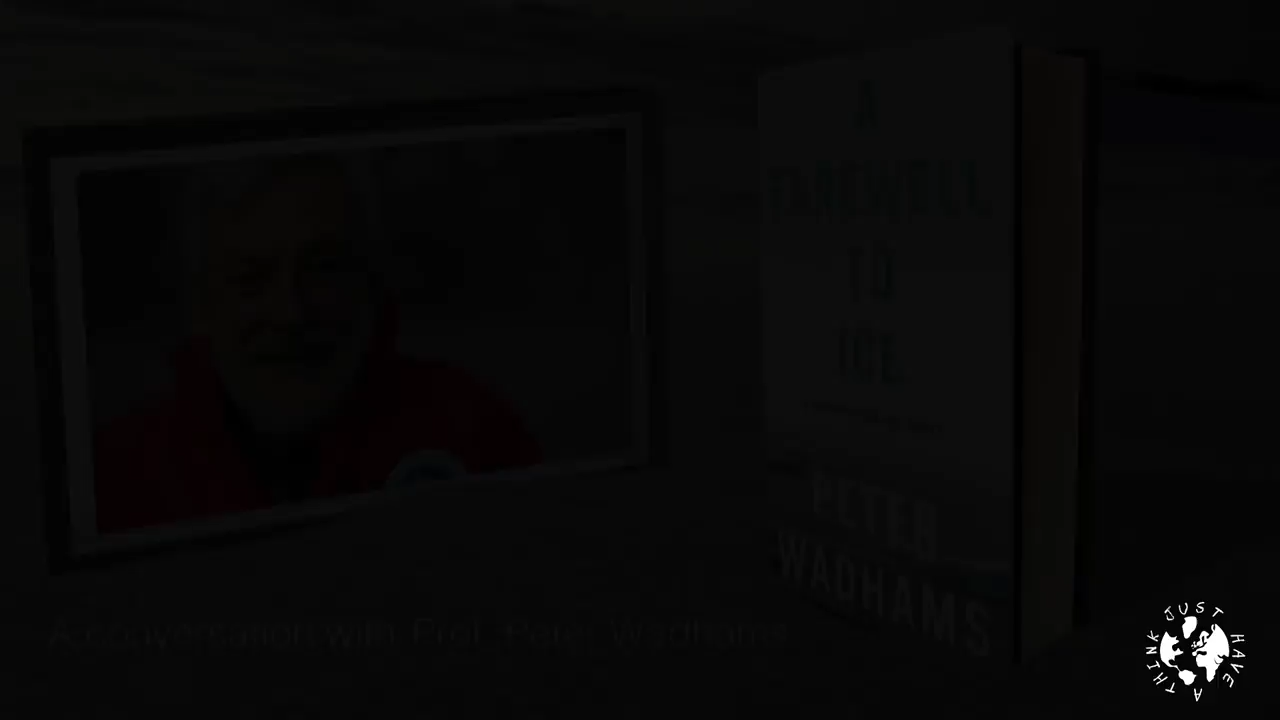 A
FAREWELL
TO
ICE
PETER
WADHAMS
A conversation with Prof. Peter Wadhams
JUST HAVE A THINK